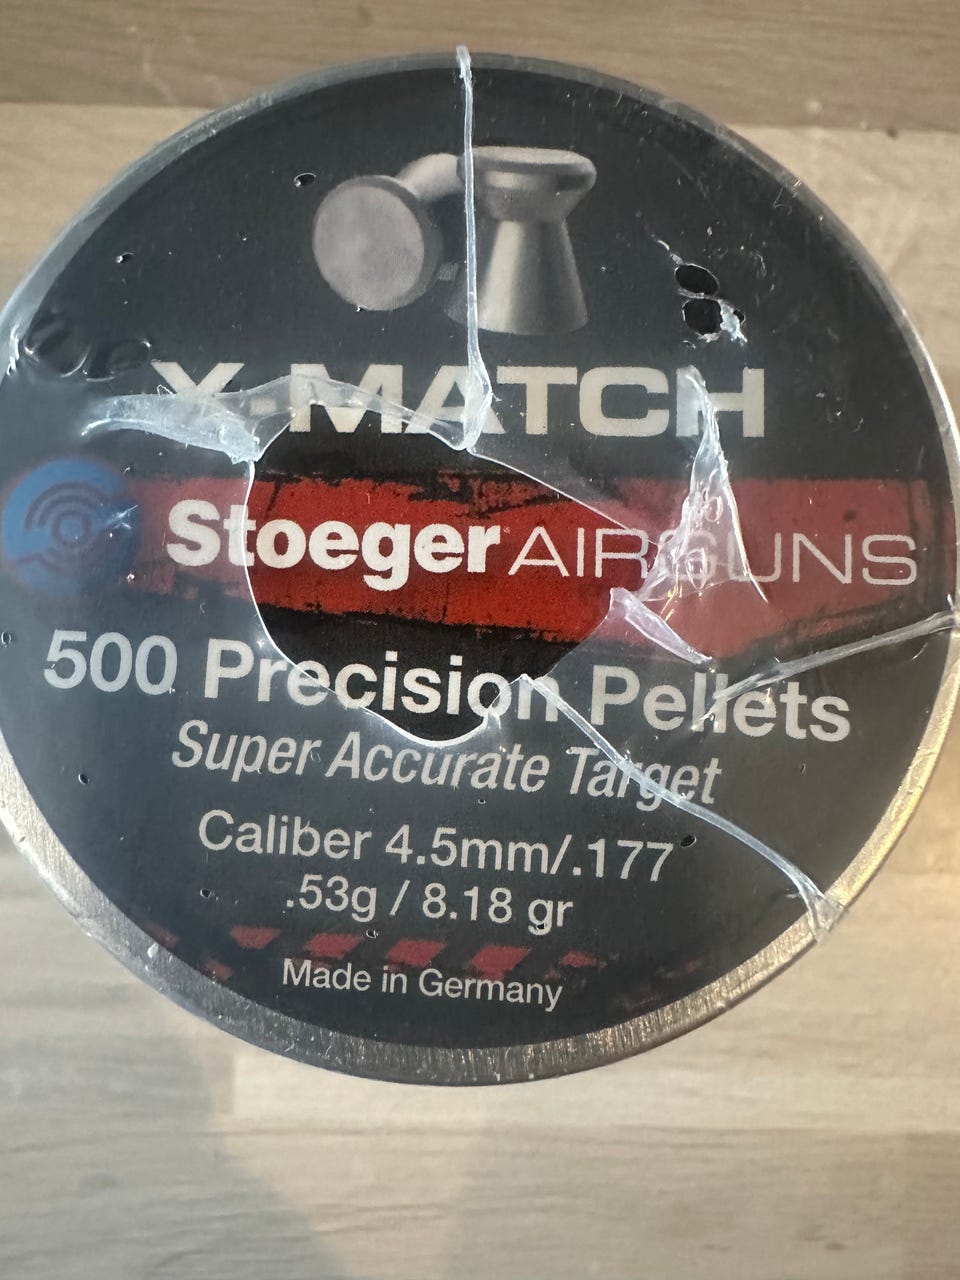 X-MATCH
Stoeger AIRGUNS
500 Precision Pellets
Super Accurate Target
Caliber 4.5mm/.177
.53g / 8.18 gr
Made in Germany